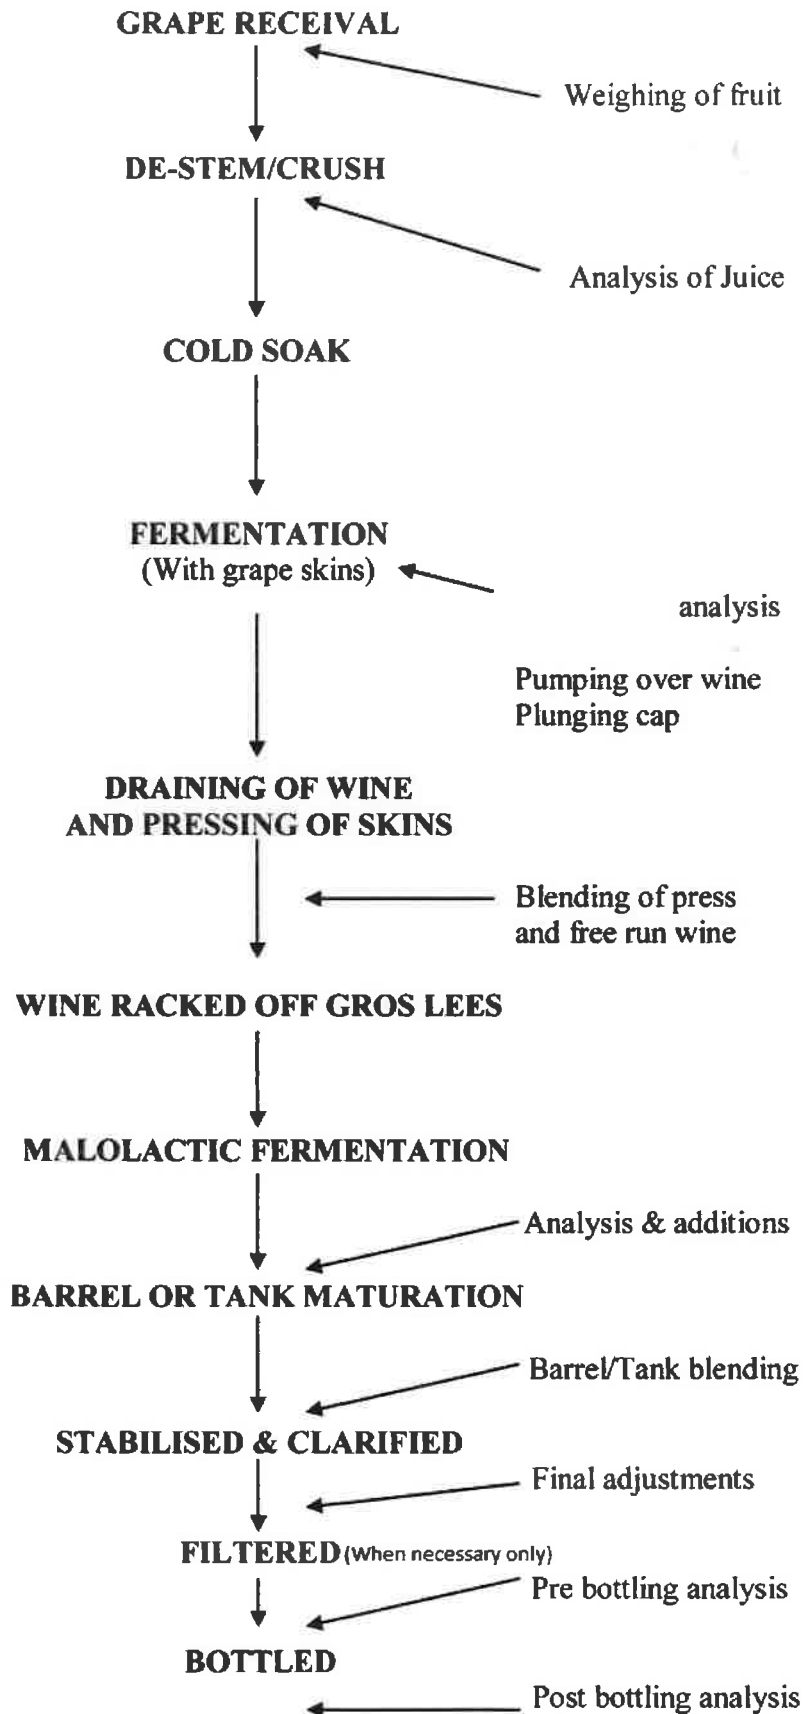 GRAPE RECEIVAL
Weighing of fruit
DE-STEM/CRUSH
Analysis of Juice
COLD SOAK
FERMENTATION
(With grape skins)
analysis
Pumping over wine
Plunging cap
DRAINING OF WINE
AND PRESSING OF SKINS
Blending of press
and free run wine
WINE RACKED OFF GROS LEES
MALOLACTIC FERMENTATION
Analysis & additions
BARREL OR TANK MATURATION
Barrel/Tank blending
STABILISED & CLARIFIED
Final adjustments
FILTERED (When necessary only)
Pre bottling analysis
BOTTLED
Post bottling analysis